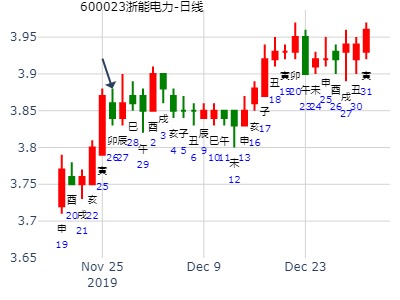 600023浙能电力-日线
3.95
3.9
3.85
3.8
3.75
3.7
3.65
申
19
酉
20
戌
21
亥
22
寅
25
卯
26
辰
27
巳
28
午
29
酉
2
戌
3
亥
4
子
5
丑
6
辰
9
巳
10
午
11
未
12
申
13
亥
16
子
17
丑
18
寅
19
卯
20
午
23
未
24
申
25
酉
26
戌
27
丑
30
寅
31
Nov 25
2019
Dec 9
Dec 23